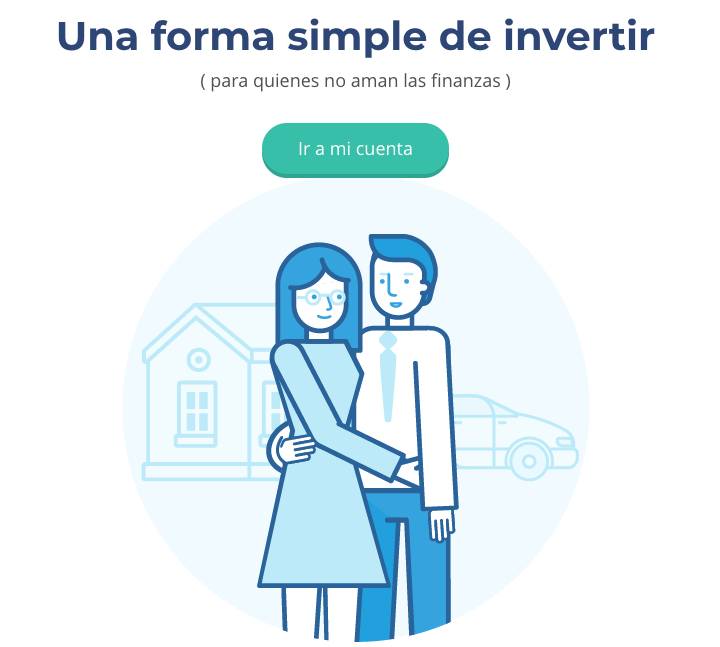 Una forma simple de invertir
( para quienes no aman las finanzas )
Ir a mi cuenta